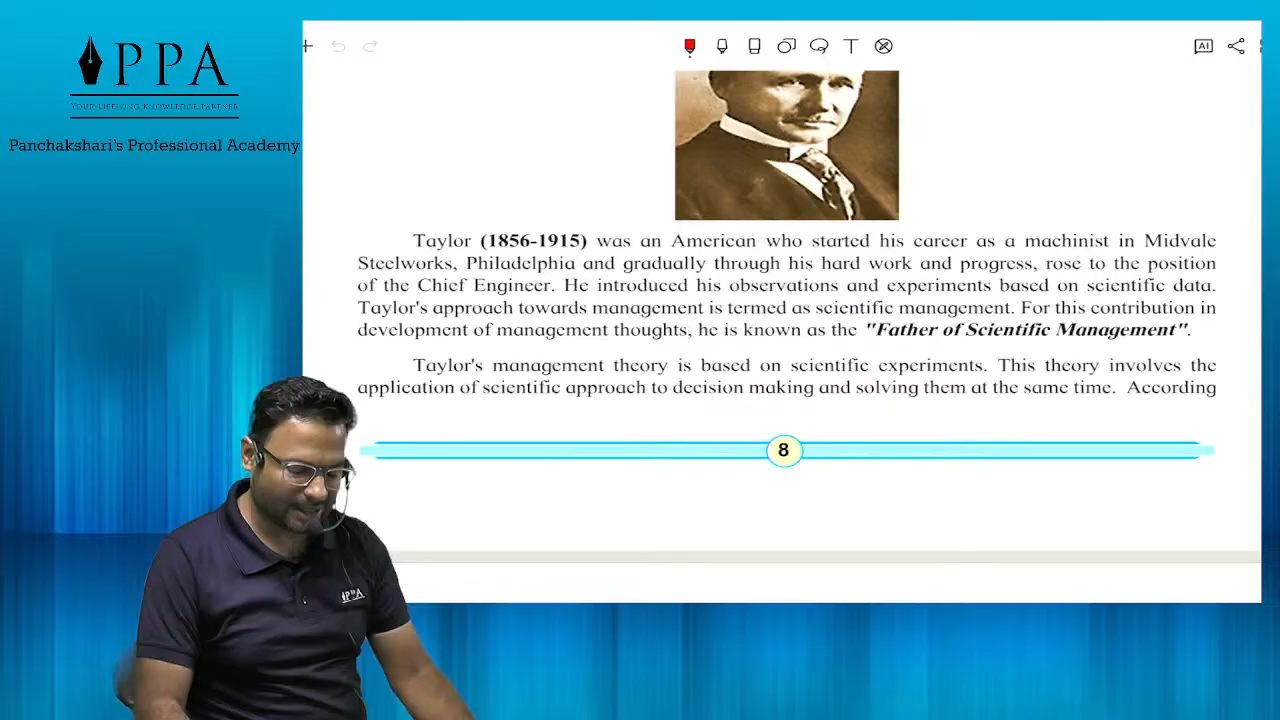 PPA
YOUR LIFELONG KNOWLEDGE PARTNER
Panchakshari's Professional Academy
T
AI
Taylor (1856-1915) was an American who started his career as a machinist in Midvale
Steelworks, Philadelphia and gradually through his hard work and progress, rose to the position
of the Chief Engineer. He introduced his observations and experiments based on scientific data.
Taylor's approach towards management is termed as scientific management. For this contribution in
development of management thoughts, he is known as the "Father of Scientific Management".
Taylor's management theory is based on scientific experiments. This theory involves the
application of scientific approach to decision making and solving them at the same time. According
8
PPA